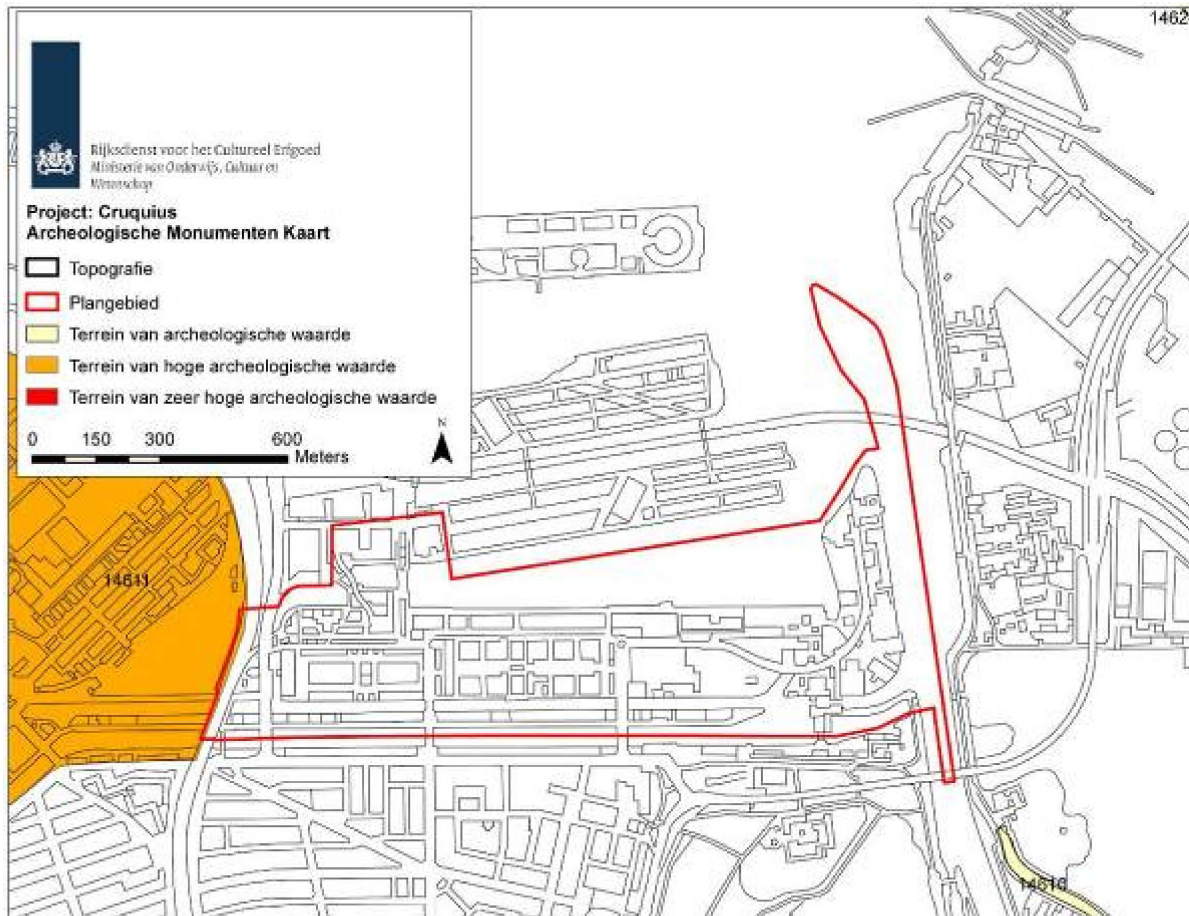 Rijksdienst voor het Cultureel Erfgoed
Ministerie van Onderwijs, Cultuur en
Wetenschap
Project: Cruquius
Archeologische Monumenten Kaart
Topografie
Plangebied
Terrein van archeologische waarde
Terrein van hoge archeologische waarde
Terrein van zeer hoge archeologische waarde
N
0 150 300 600
Meters
14611